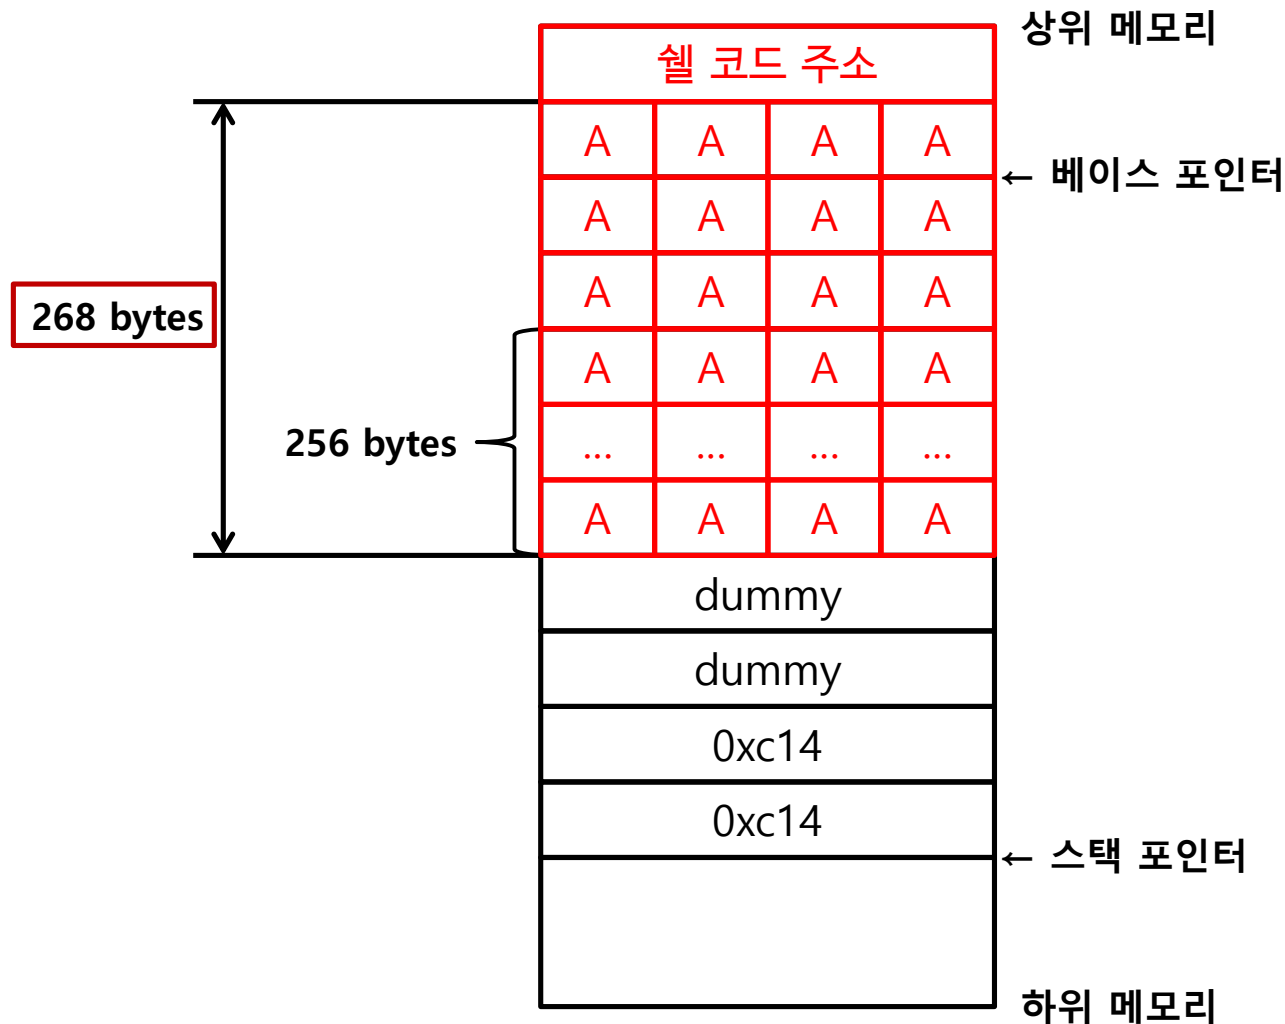 상위 메모리
쉘 코드 주소
A A A A
← 베이스 포인터
A A A A
268 bytes
A A A A
A A A A
256 bytes
... ... ... ...
A A A A
dummy
dummy
0xc14
0xc14
← 스택 포인터
하위 메모리